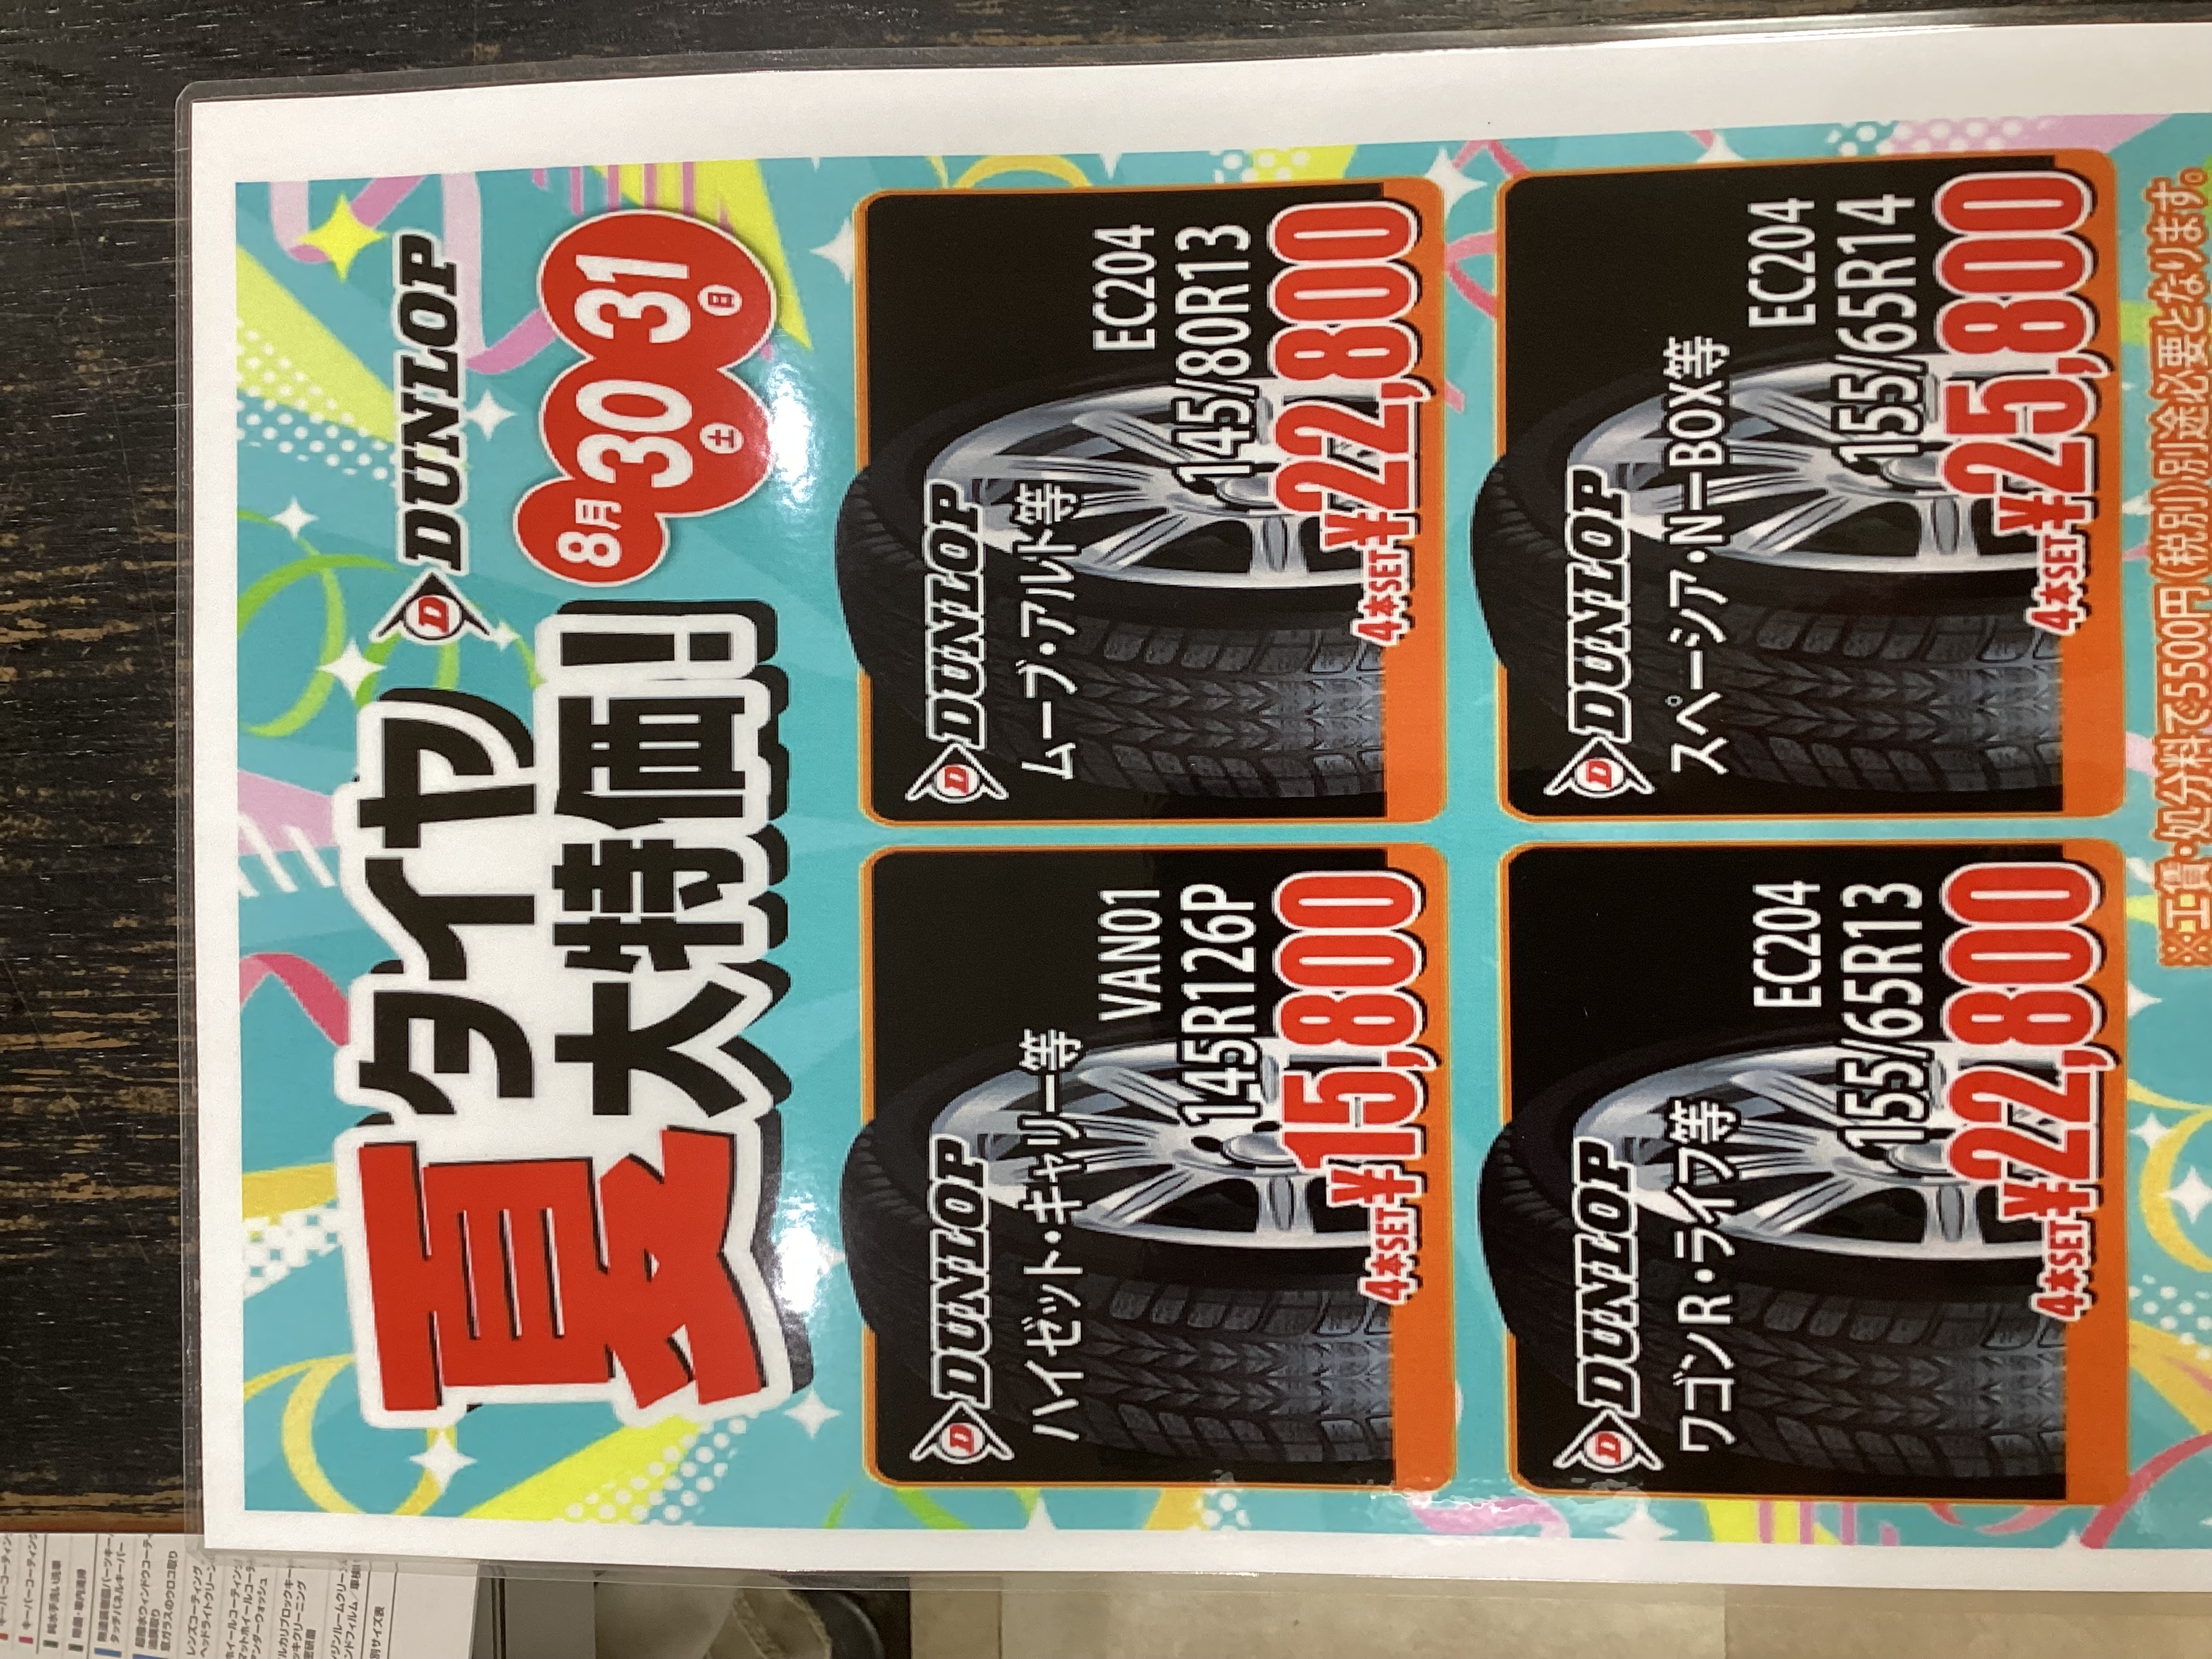 夏タイヤ
大特価!
DUNLOP
8月30土31日
DUNLOP
ハイゼット・キャリー等
VAN01
145R126P
4本SET¥15,800
DUNLOP
ムーブ・アルト等
EC204
145/80R13
4本SET¥22,800
DUNLOP
ワゴンR・ライフ等
EC204
155/65R13
4本SET¥22,800
DUNLOP
スペーシア・N－BOX等
EC204
155/65R14
4本SET¥25,800
※工賃・処分料で5500円(税別)別途必要となります。